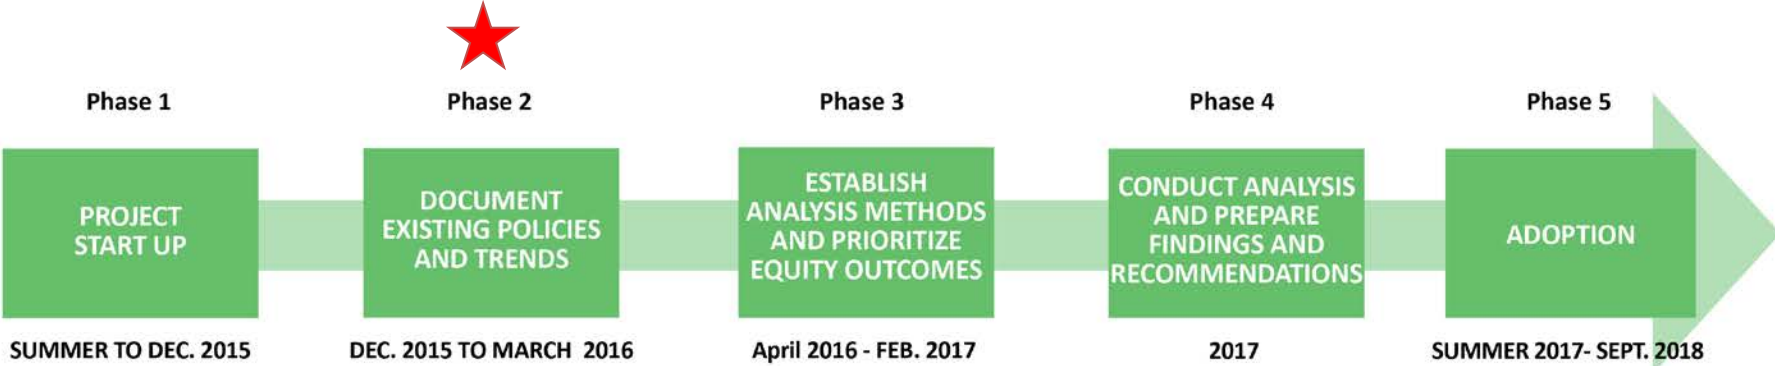 Phase 1
PROJECT
START UP
SUMMER TO DEC. 2015
Phase 2
DOCUMENT
EXISTING POLICIES
AND TRENDS
DEC. 2015 TO MARCH 2016
Phase 3
ESTABLISH
ANALYSIS METHODS
AND PRIORITIZE
EQUITY OUTCOMES
April 2016 - FEB. 2017
Phase 4
CONDUCT ANALYSIS
AND PREPARE
FINDINGS AND
RECOMMENDATIONS
2017
Phase 5
ADOPTION
SUMMER 2017- SEPT. 2018